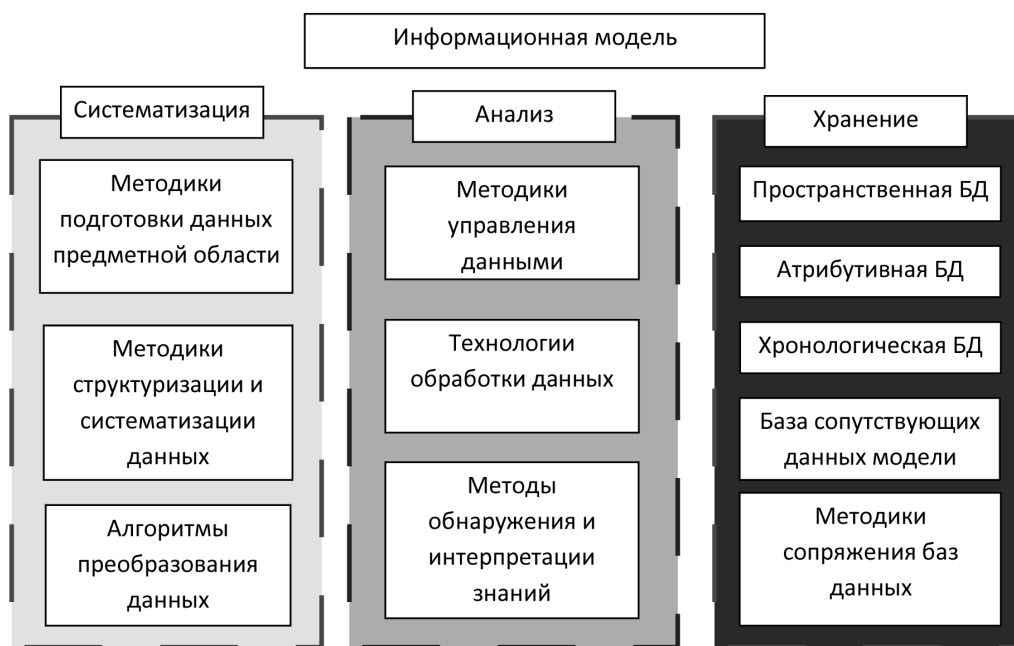 Информационная модель
Систематизация
Методики
подготовки данных
предметной области
Методики
структуризации и
систематизации
данных
Алгоритмы
преобразования
данных
Анализ
Методики
управления
данными
Технологии
обработки данных
Методы
обнаружения и
интерпретации
знаний
Хранение
Пространственная БД
Атрибутивная БД
Хронологическая БД
База сопутствующих
данных модели
Методики
сопряжения баз
данных